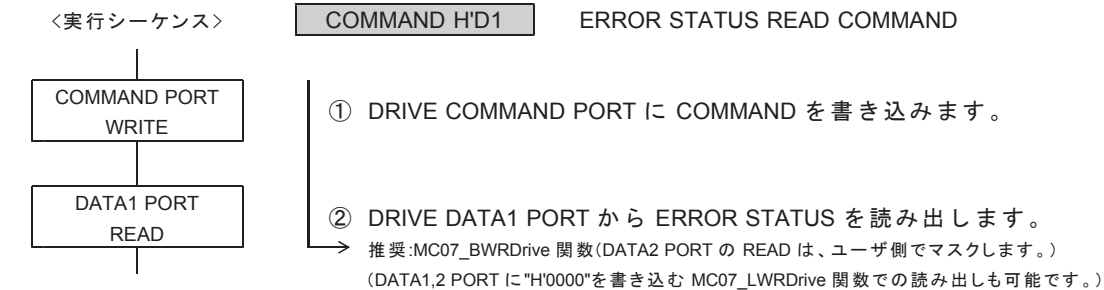 <実行シーケンス>
COMMAND H'D1
ERROR STATUS READ COMMAND
COMMAND PORT
WRITE
① DRIVE COMMAND PORT に COMMAND を書き込みます。
DATA1 PORT
READ
② DRIVE DATA1 PORT から ERROR STATUS を読み出します。
推奨:MC07_BWRDrive 関数(DATA2 PORT の READ は、ユーザ側でマスクします。)
(DATA1,2 PORT に"H'0000"を書き込む MC07_LWRDrive 関数での読み出しも可能です。)